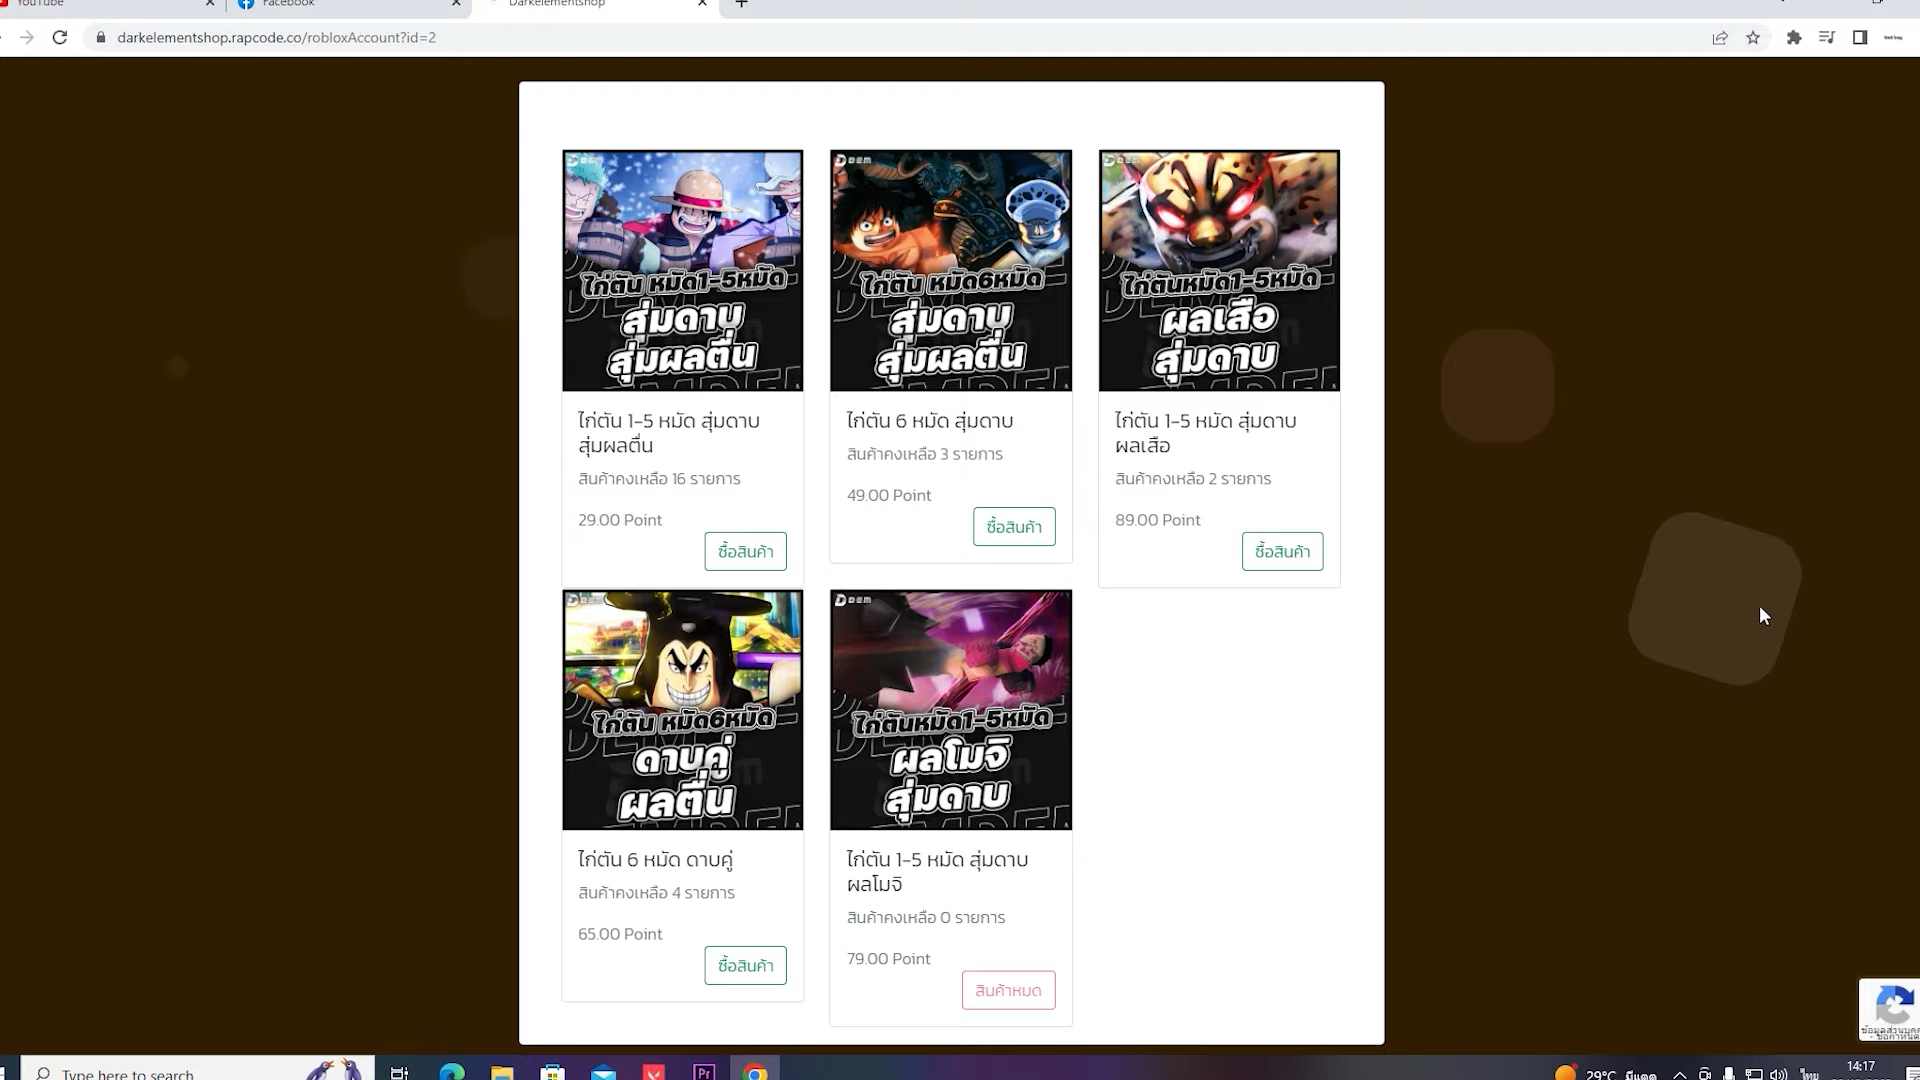 YouTube
Facebook
Darkelementshop
darkelementshop.rapcode.co/robloxAccount?id=2
DEM
ไก่ตัน หมัด1-5หมัด
สุ่มดาบ
สุ่มผลตื่น
ไก่ตัน 1-5 หมัด สุ่มดาบ
สุ่มผลตื่น
สินค้าคงเหลือ 16 รายการ
29.00 Point
ซื้อสินค้า
DEM
ไก่ตัน หมัด6หมัด
สุ่มดาบ
สุ่มผลตื่น
ไก่ตัน 6 หมัด สุ่มดาบ
สินค้าคงเหลือ 3 รายการ
49.00 Point
ซื้อสินค้า
DEM
ไก่ตันหมัด1-5หมัด
ผลเสือ
สุ่มดาบ
ไก่ตัน 1-5 หมัด สุ่มดาบ
ผลเสือ
สินค้าคงเหลือ 2 รายการ
89.00 Point
ซื้อสินค้า
DEM
ไก่ตัน หมัด6หมัด
ดาบคู่
ผลตื่น
ไก่ตัน 6 หมัด ดาบคู่
สินค้าคงเหลือ 4 รายการ
65.00 Point
ซื้อสินค้า
DEM
ไก่ตันหมัด1-5หมัด
ผลโมจิ
สุ่มดาบ
ไก่ตัน 1-5 หมัด สุ่มดาบ
ผลโมจิ
สินค้าคงเหลือ 0 รายการ
79.00 Point
สินค้าหมด
Type here to search
Pr
29°C มีแดด
ไทย
14:17